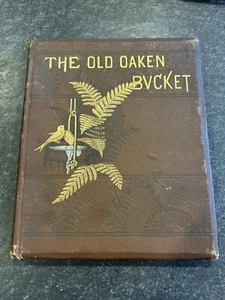 THE OLD OAKEN
BVCKET